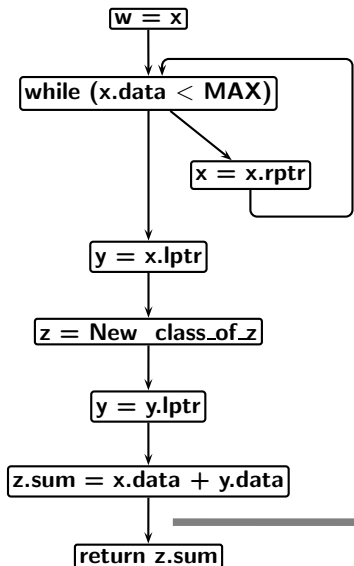 w = x
while (x.data < MAX)
x = x.rptr
y = x.lptr
z = New class_of_z
y = y.lptr
z.sum = x.data + y.data
return z.sum